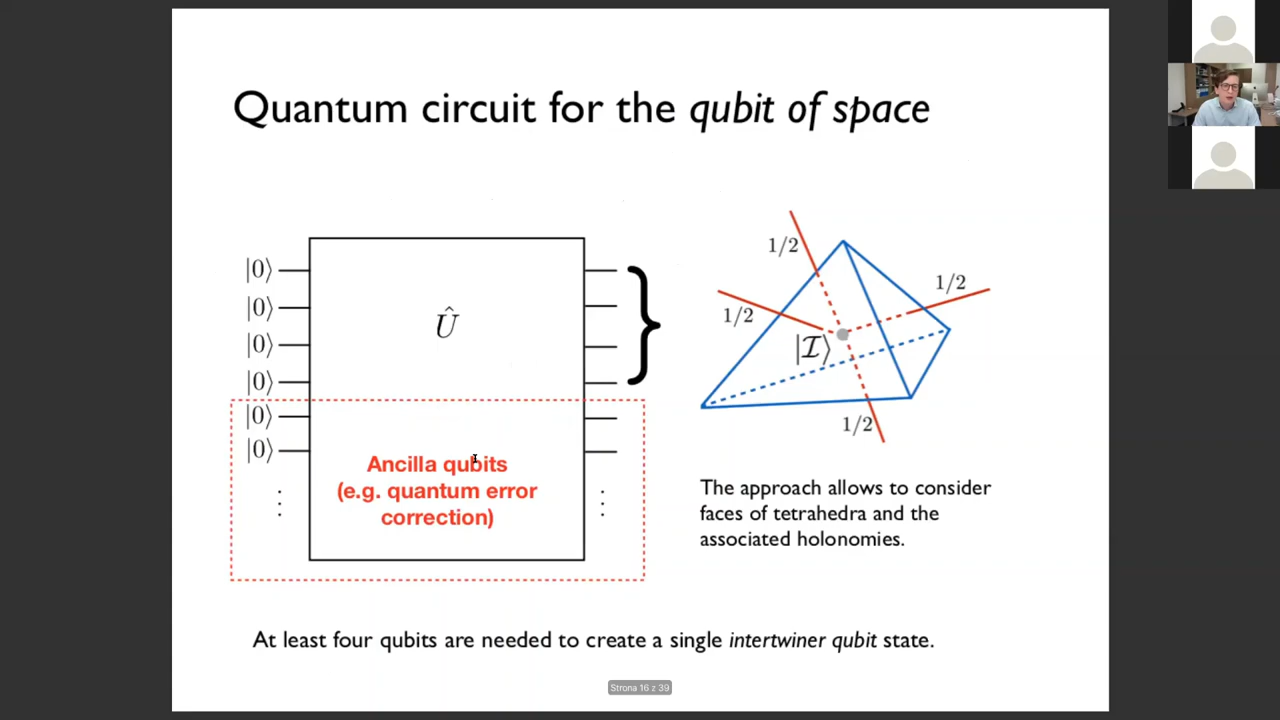 Quantum circuit for the qubit of space
|0⟩
|0⟩
|0⟩
|0⟩
|0⟩
|0⟩
⋮
Û
Ancilla qubits
(e.g. quantum error
correction)
⋮
1/2
1/2
1/2
|ℐ⟩
1/2
The approach allows to consider
faces of tetrahedra and the
associated holonomies.
At least four qubits are needed to create a single intertwiner qubit state.
Strona 16 z 39